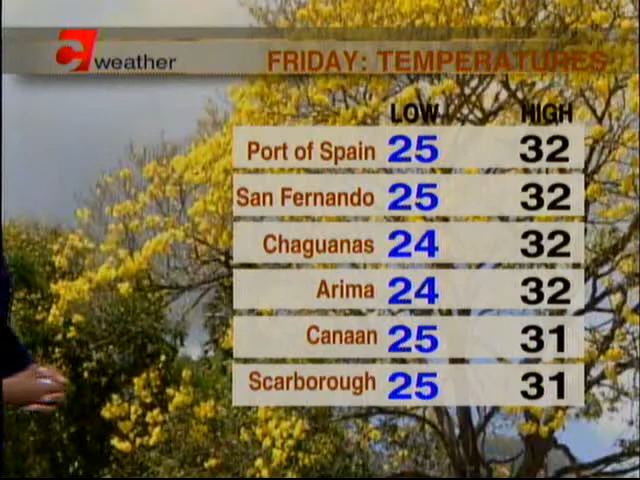 weather
FRIDAY: TEMPERATURES
LOW HIGH
Port of Spain 25 32
San Fernando 25 32
Chaguanas 24 32
Arima 24 32
Canaan 25 31
Scarborough 25 31